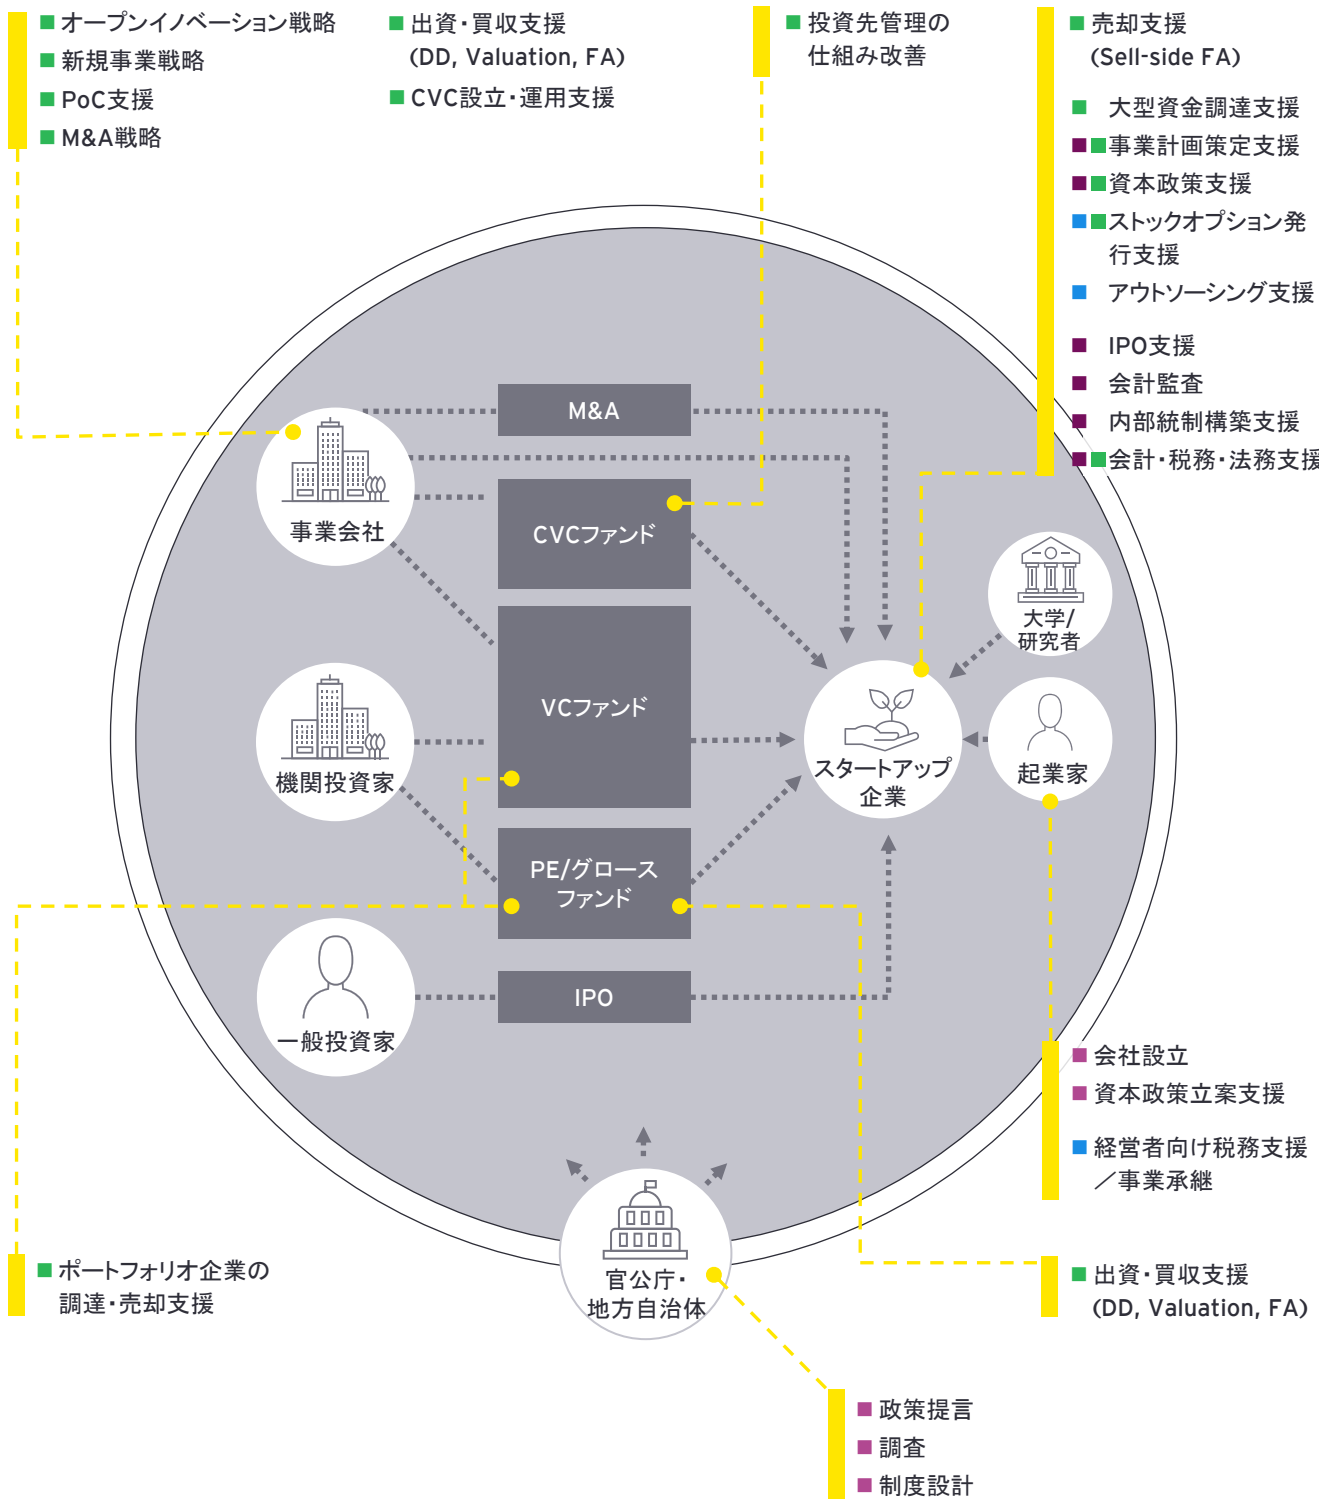 オープンイノベーション戦略
新規事業戦略
PoC支援
M&A戦略
出資・買収支援
(DD, Valuation, FA)
CVC設立・運用支援
投資先管理の
仕組み改善
売却支援
(Sell-side FA)
大型資金調達支援
事業計画策定支援
資本政策支援
ストックオプション発
行支援
アウトソーシング支援
IPO支援
会計監査
内部統制構築支援
会計・税務・法務支援
M&A
事業会社
CVCファンド
大学/
研究者
VCファンド
機関投資家
スタートアップ
企業
起業家
PE/グロース
ファンド
IPO
一般投資家
会社設立
資本政策立案支援
経営者向け税務支援
／事業承継
ポートフォリオ企業の
調達・売却支援
官公庁・
地方自治体
出資・買収支援
(DD, Valuation, FA)
政策提言
調査
制度設計